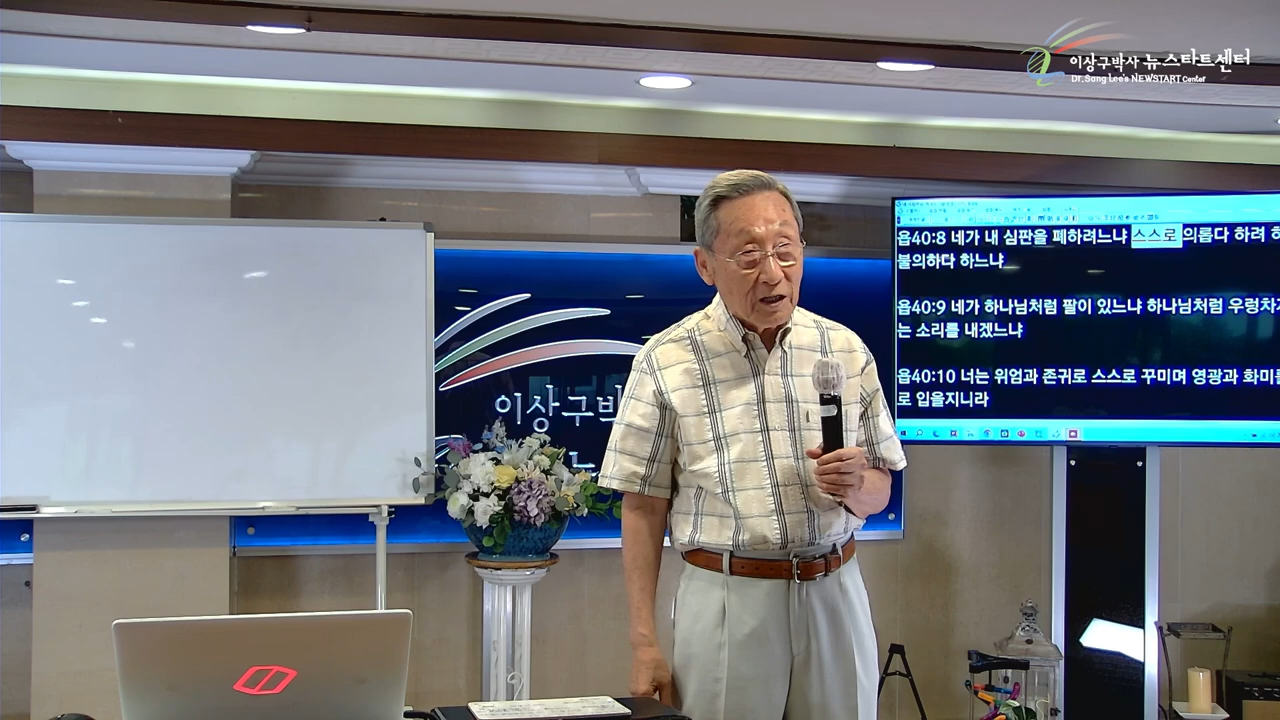 이상구박사 뉴스타트센터
Dr. Sang Lee's NEWSTART Center
욥40:8 네가 내 심판을 폐하려느냐 스스로 의롭다 하려
불의하다 하느냐
욥40:9 네가 하나님처럼 팔이 있느냐 하나님처럼 우렁차
는 소리를 내겠느냐
욥40:10 너는 위엄과 존귀로 스스로 꾸미며 영광과 화미를
로 입을지니라
이상구박